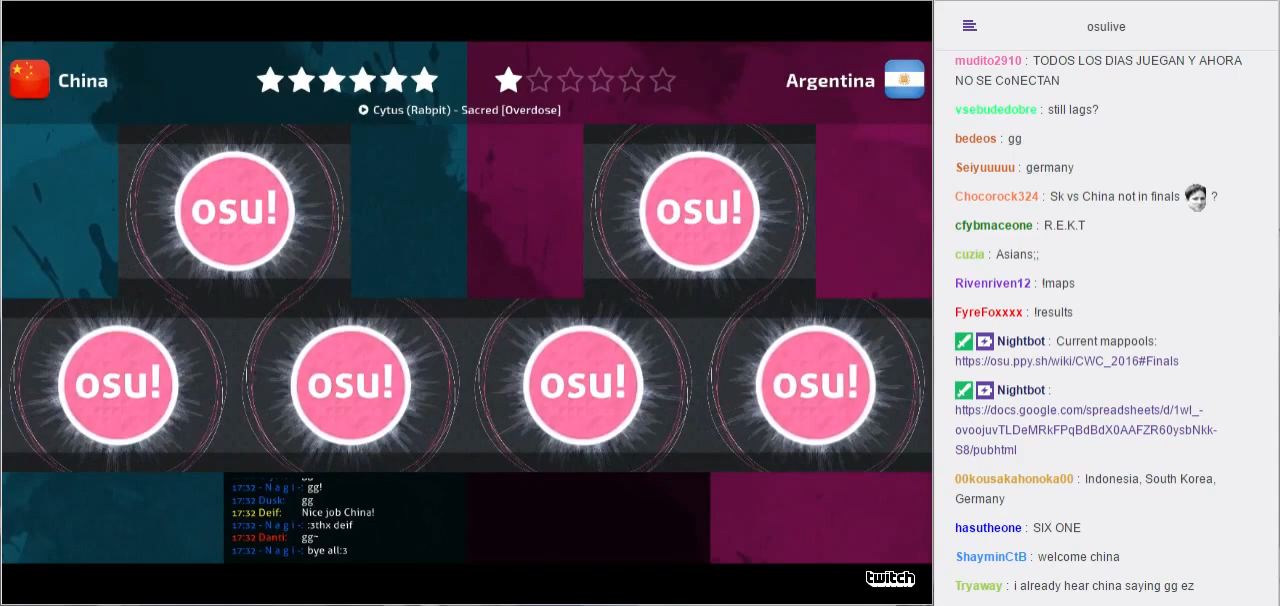 China
Argentina
Cytus (Rabpit) - Sacred [Overdose]
osu!
osu!
osu!
osu!
osu!
osu!
17:32 - N a g i -: gg!
17:32 Dusk: gg
17:32 Deif: Nice job China!
17:32 - N a g i -: :3thx deif
17:32 Danti: gg~
17:32 - N a g i -: bye all:3
twitch
osulive
mudito2910 : TODOS LOS DIAS JUEGAN Y AHORA
NO SE CoNECTAN
vsebudedobre : still lags?
bedeos : gg
Seiyuuuuu : germany
Chocorock324 : Sk vs China not in finals ?
cfybmaceone : R.E.K.T
cuzia : Asians;;
Rivenriven12 : !maps
FyreFoxxxx : !results
Nightbot : Current mappools:
https://osu.ppy.sh/wiki/CWC_2016#Finals
Nightbot :
https://docs.google.com/spreadsheets/d/1wI_-
ovoojuvTLDeMRkFPqBdBdX0AAFZR60ysbNkk-
S8/pubhtml
00kousakahonoka00 : Indonesia, South Korea,
Germany
hasutheone : SIX ONE
ShayminCtB : welcome china
Tryaway : i already hear china saying gg ez